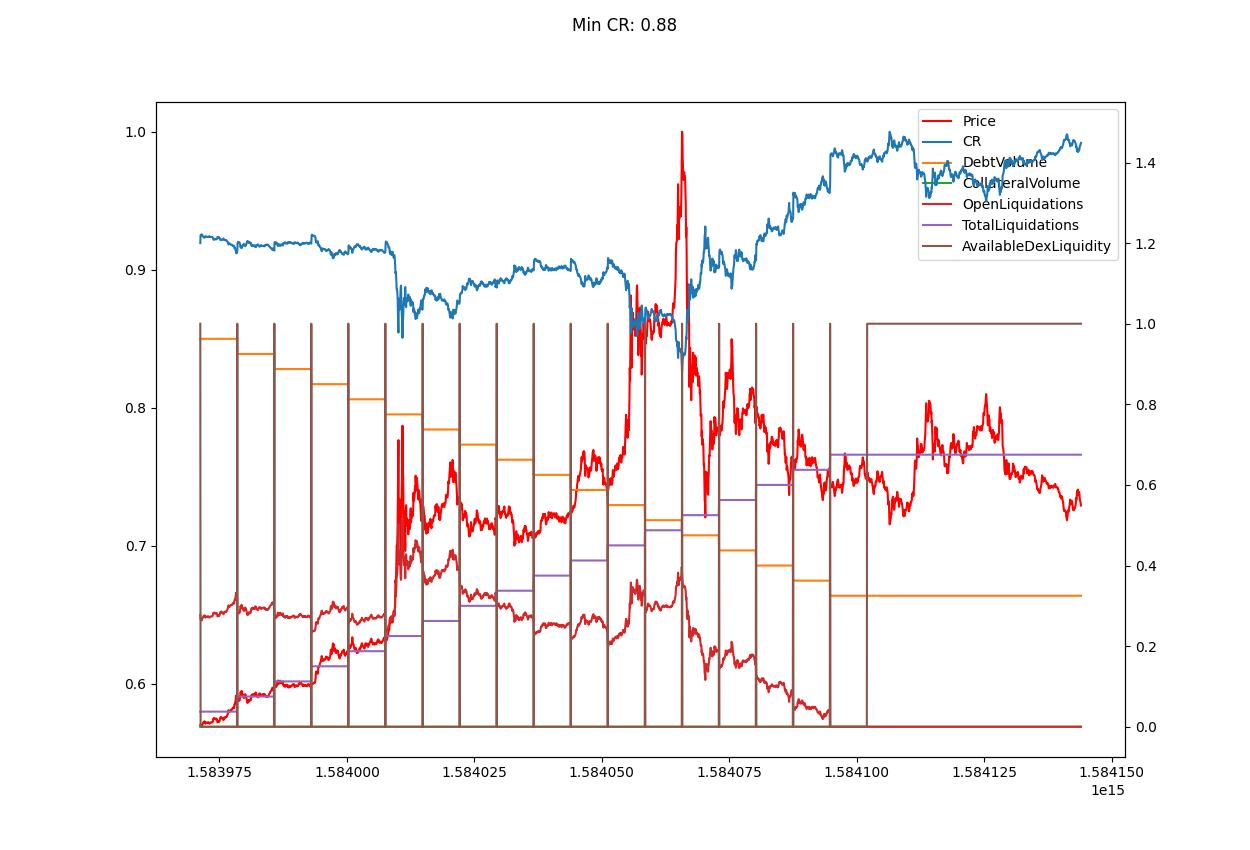 Min CR: 0.88
1.0
0.9
0.8
0.7
0.6
Price
CR
DebtVolume
CollateralVolume
OpenLiquidations
TotalLiquidations
AvailableDexLiquidity
1.4
1.2
1.0
0.8
0.6
0.4
0.2
0.0
1.583975 1.584000 1.584025 1.584050 1.584075 1.584100 1.584125 1.584150
1e15